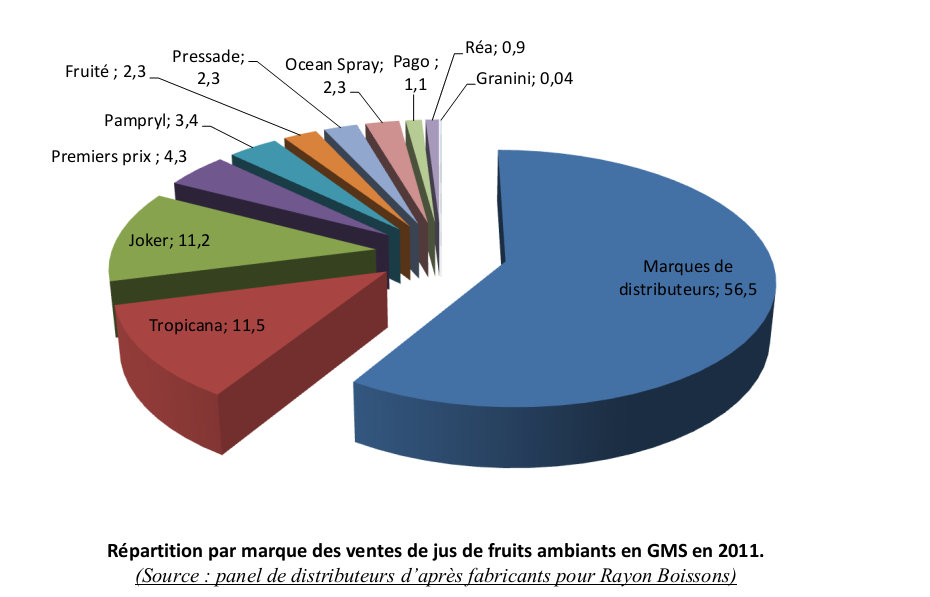 Réa; 0,9
Pressade;
2,3
Ocean Spray;
2,3
Pago ;
1,1
Fruité ; 2,3
Granini; 0,04
Pampryl; 3,4
Premiers prix ; 4,3
Joker; 11,2
Marques de
distributeurs; 56,5
Tropicana; 11,5
Répartition par marque des ventes de jus de fruits ambiants en GMS en 2011.
(Source : panel de distributeurs d’après fabricants pour Rayon Boissons)